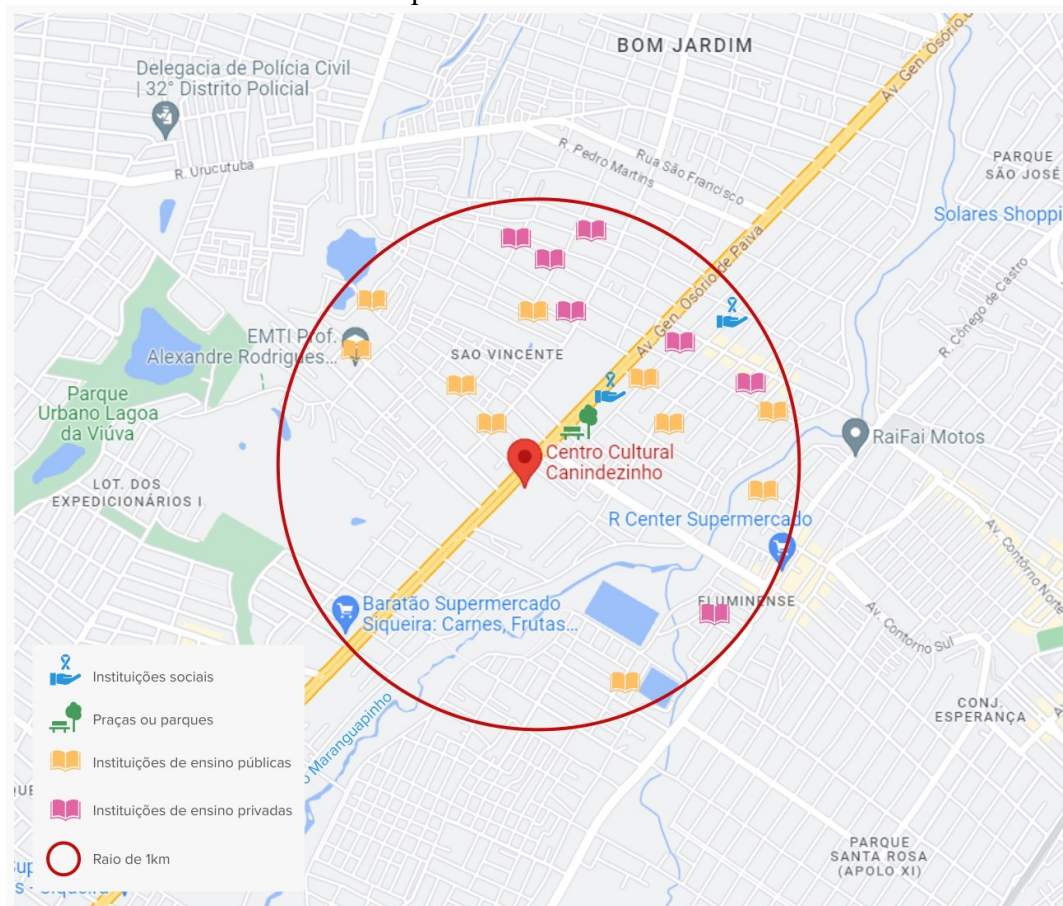 BOM JARDIM
Delegacia de Polícia Civil
| 32° Distrito Policial
Av. Gen. Osório d
R. Urucutuba
R. Pedro Martins
Rua São Francisco
PARQUE
SÃO JOSÉ
Solares Shoppi
Av. Gen. Osório de Paiva
R. Cônego de Castro
EMTI Prof.
Alexandre Rodrigues...
SAO VINCENTE
Parque
Urbano Lagoa
da Viúva
RaiFai Motos
Centro Cultural
Canindezinho
LOT. DOS
EXPEDICIONÁRIOS I
R Center Supermercado
Av. Contôrno Norte
Baratão Supermercado
Siqueira: Carnes, Frutas...
FLUMINENSE
Av. Contorno Sul
CONJ.
ESPERANÇA
o Maranguapinho
PARQUE
SANTA ROSA
(APOLO XI)
Instituições sociais
Praças ou parques
Instituições de ensino públicas
Instituições de ensino privadas
Raio de 1km